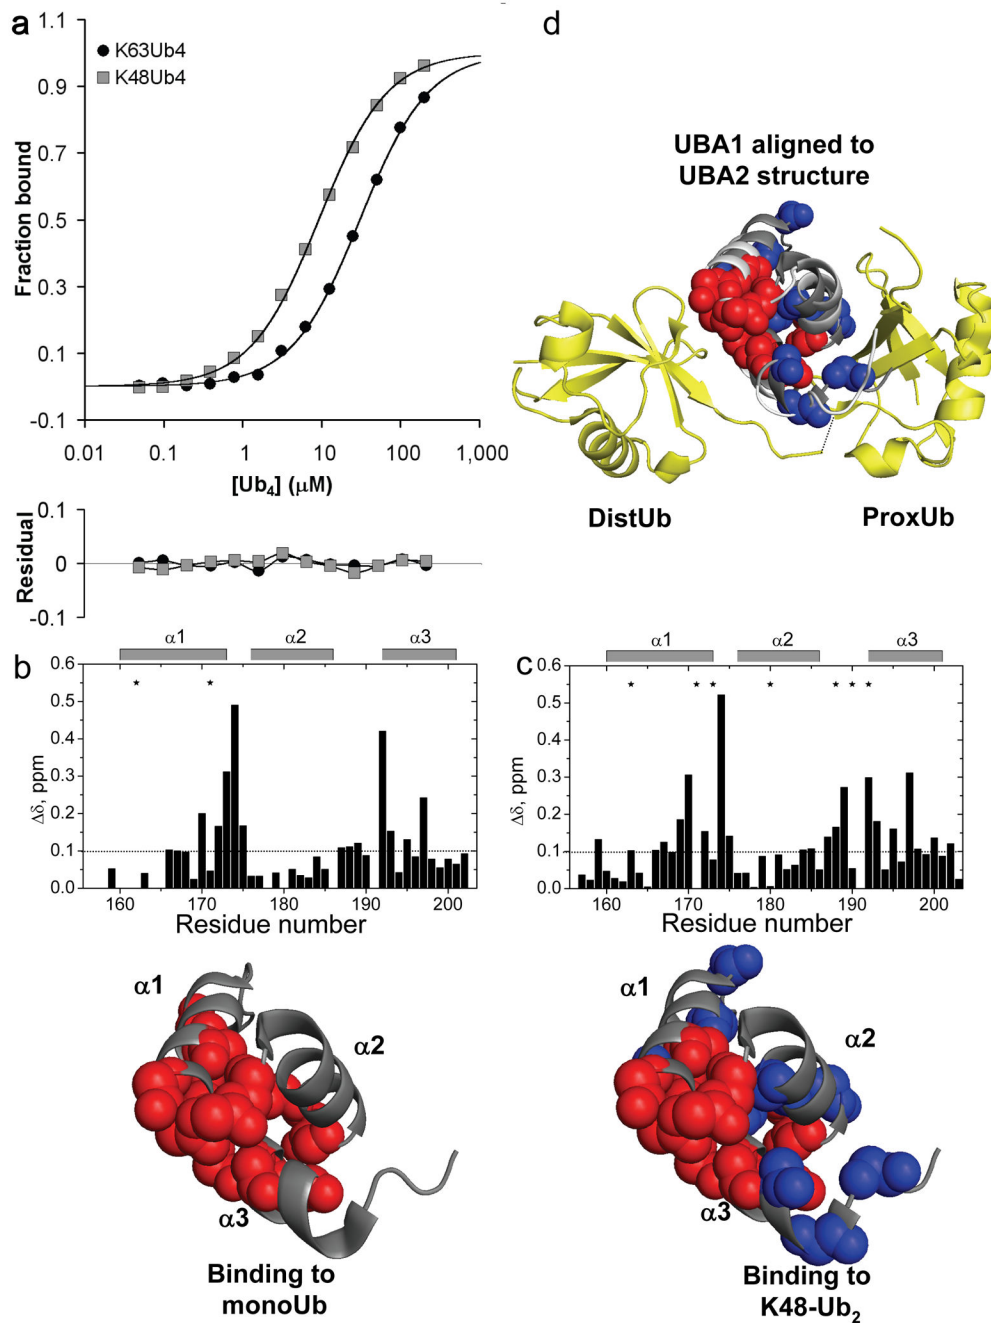 a
1.1
0.9
0.7
0.5
0.3
0.1
-0.1
Fraction bound
K63Ub4
K48Ub4
0.01
0.1
1
10
100
1,000
[Ub₄] (μM)
0.1
0
-0.1
Residual
d
UBA1 aligned to
UBA2 structure
DistUb
ProxUb
b
α1
α2
α3
0.6
0.5
0.4
0.3
0.2
0.1
0.0
Δδ, ppm
160
170
180
190
200
Residue number
c
α1
α2
α3
0.6
0.5
0.4
0.3
0.2
0.1
0.0
Δδ, ppm
160
170
180
190
200
Residue number
α1
α2
α3
Binding to
monoUb
α1
α2
α3
Binding to
K48-Ub₂